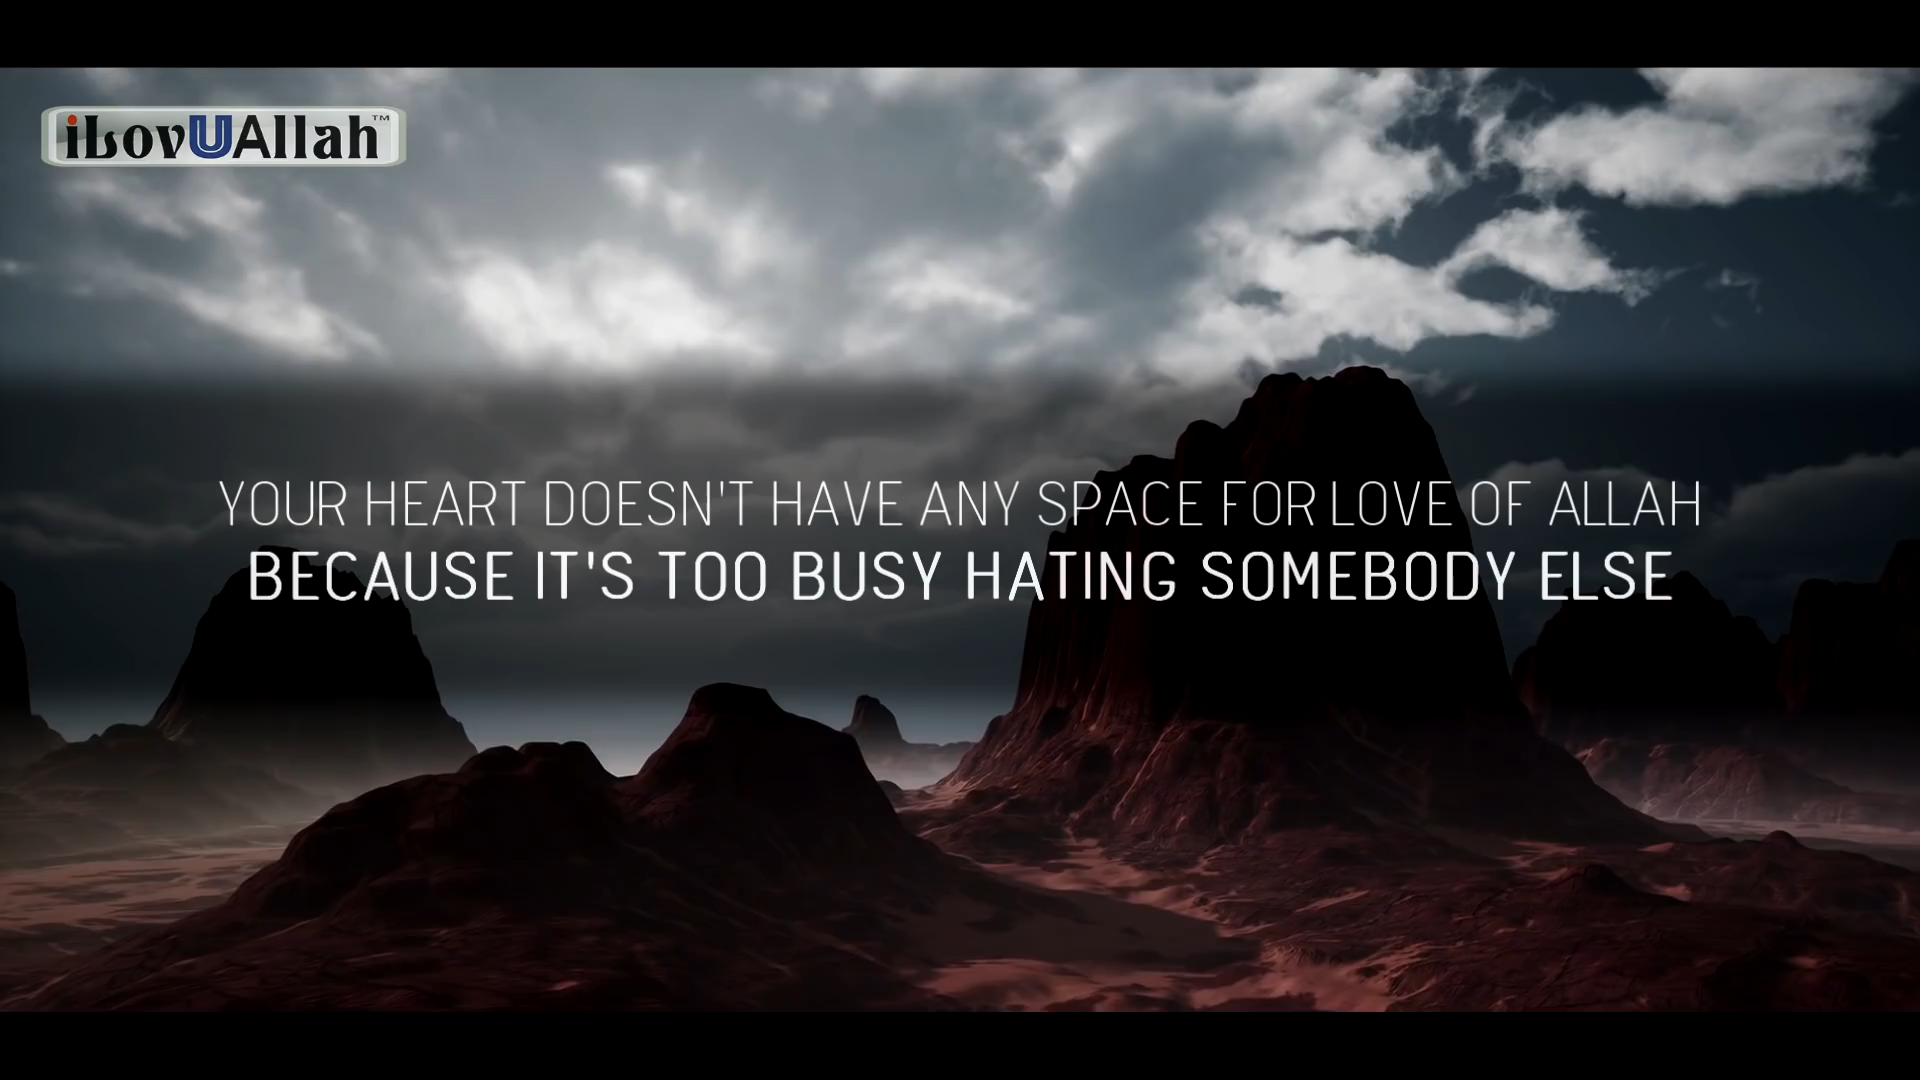 iLovUAllah™
YOUR HEART DOESN'T HAVE ANY SPACE FOR LOVE OF ALLAH
BECAUSE IT'S TOO BUSY HATING SOMEBODY ELSE